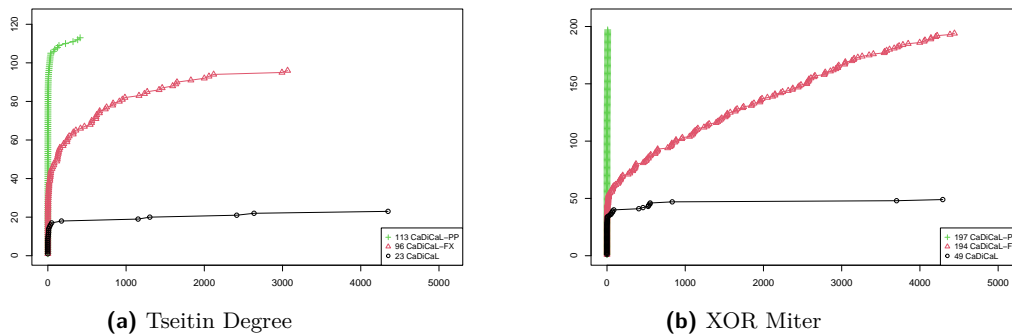 120
100
80
60
40
20
0
113 CaDiCaL−PP
96 CaDiCaL−FX
23 CaDiCaL
0 1000 2000 3000 4000 5000
(a) Tseitin Degree
200
150
100
50
0
197 CaDiCaL−P
194 CaDiCaL−F
49 CaDiCaL
0 1000 2000 3000 4000 5000
(b) XOR Miter